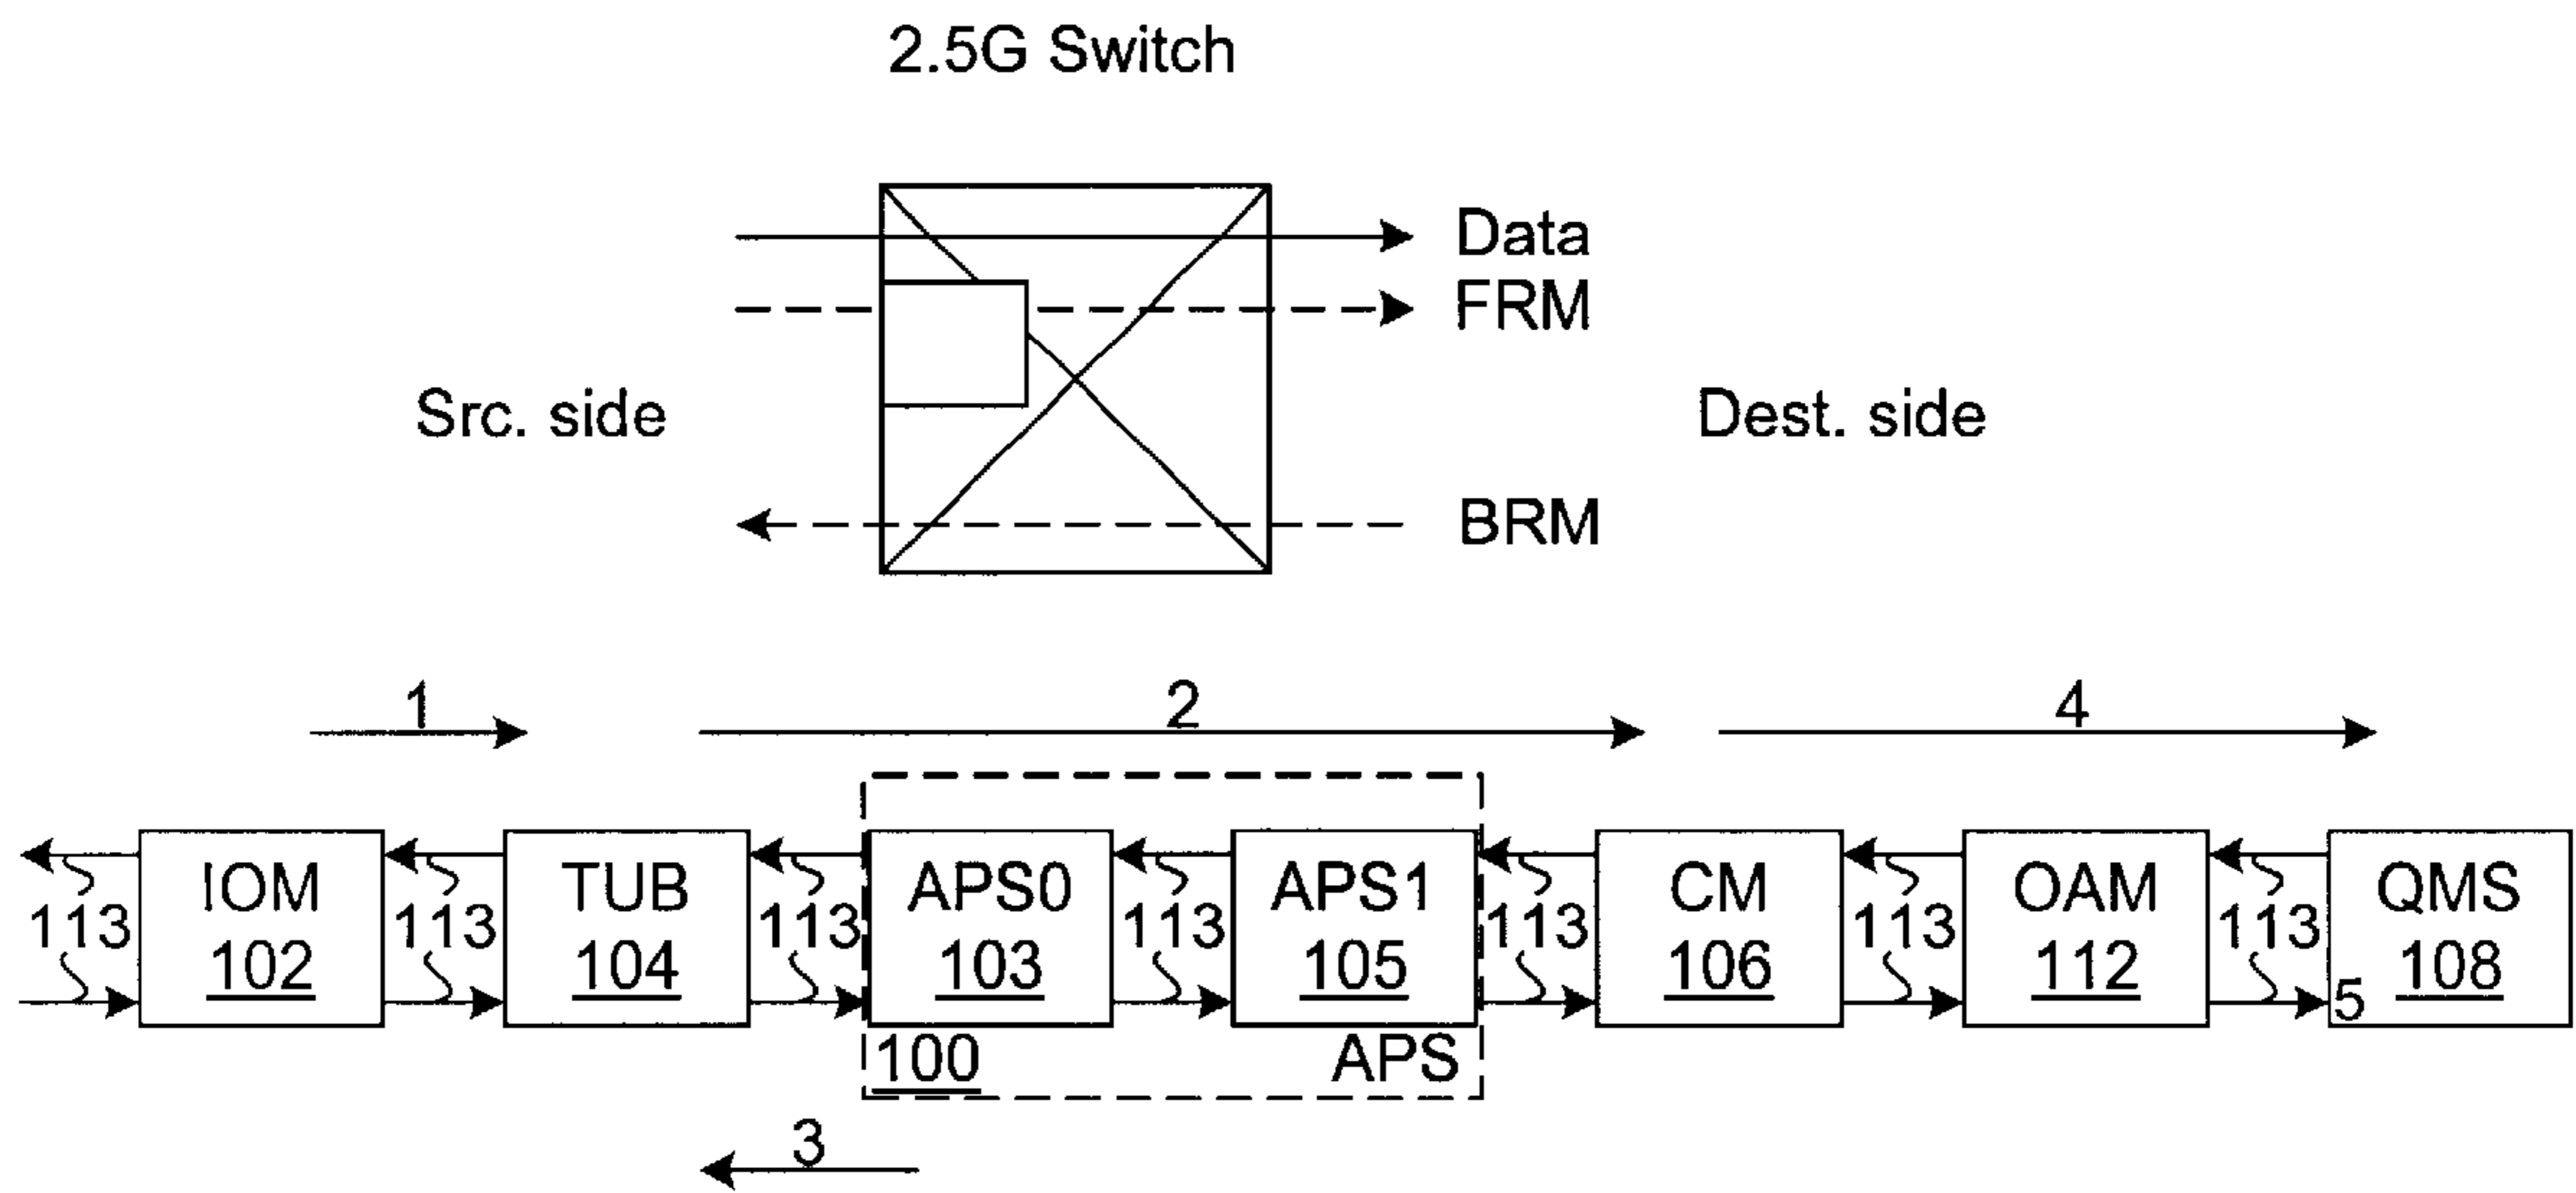 2.5G Switch
Data
FRM
Src. side
Dest. side
BRM
1
2
4
IOM
TUB
APS0
APS1
CM
OAM
QMS
113
113
113
113
113
113
113
102
104
103
105
106
112
5
108
100
APS
3